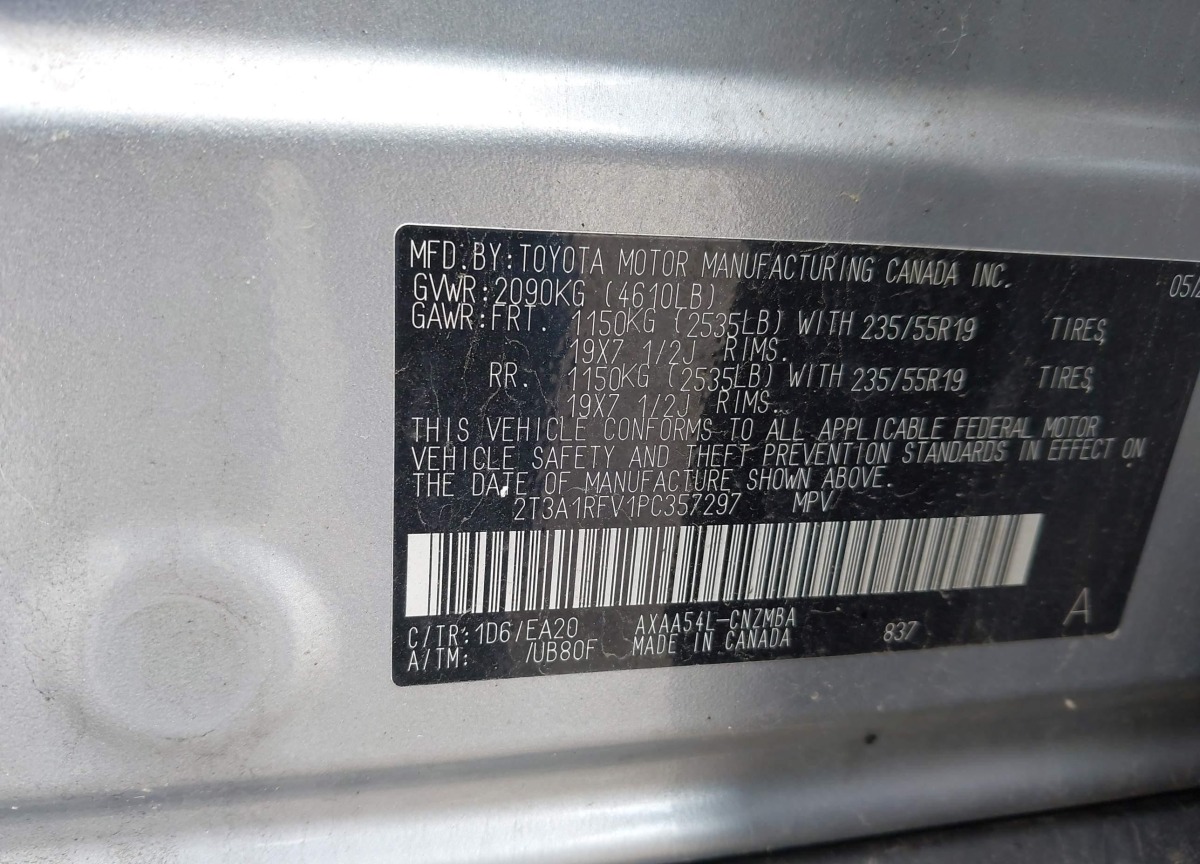 MFD.BY:TOYOTA MOTOR MANUFACTURING CANADA INC. 05/
GVWR:2090KG (4610LB)
GAWR:FRT. 1150KG (2535LB) WITH 235/55R19 TIRES,
19X7 1/2J RIMS.
RR. 1150KG (2535LB) WITH 235/55R19 TIRES,
19X7 1/2J RIMS.
THIS VEHICLE CONFORMS TO ALL APPLICABLE FEDERAL MOTOR
VEHICLE SAFETY AND THEFT PREVENTION STANDARDS IN EFFECT ON
THE DATE OF MANUFACTURE SHOWN ABOVE.
2T3A1RFV1PC357297 MPV
C/TR:1D6/EA20 AXAA54L-CNZMBA 837 A
A/TM: /UB80F MADE IN CANADA